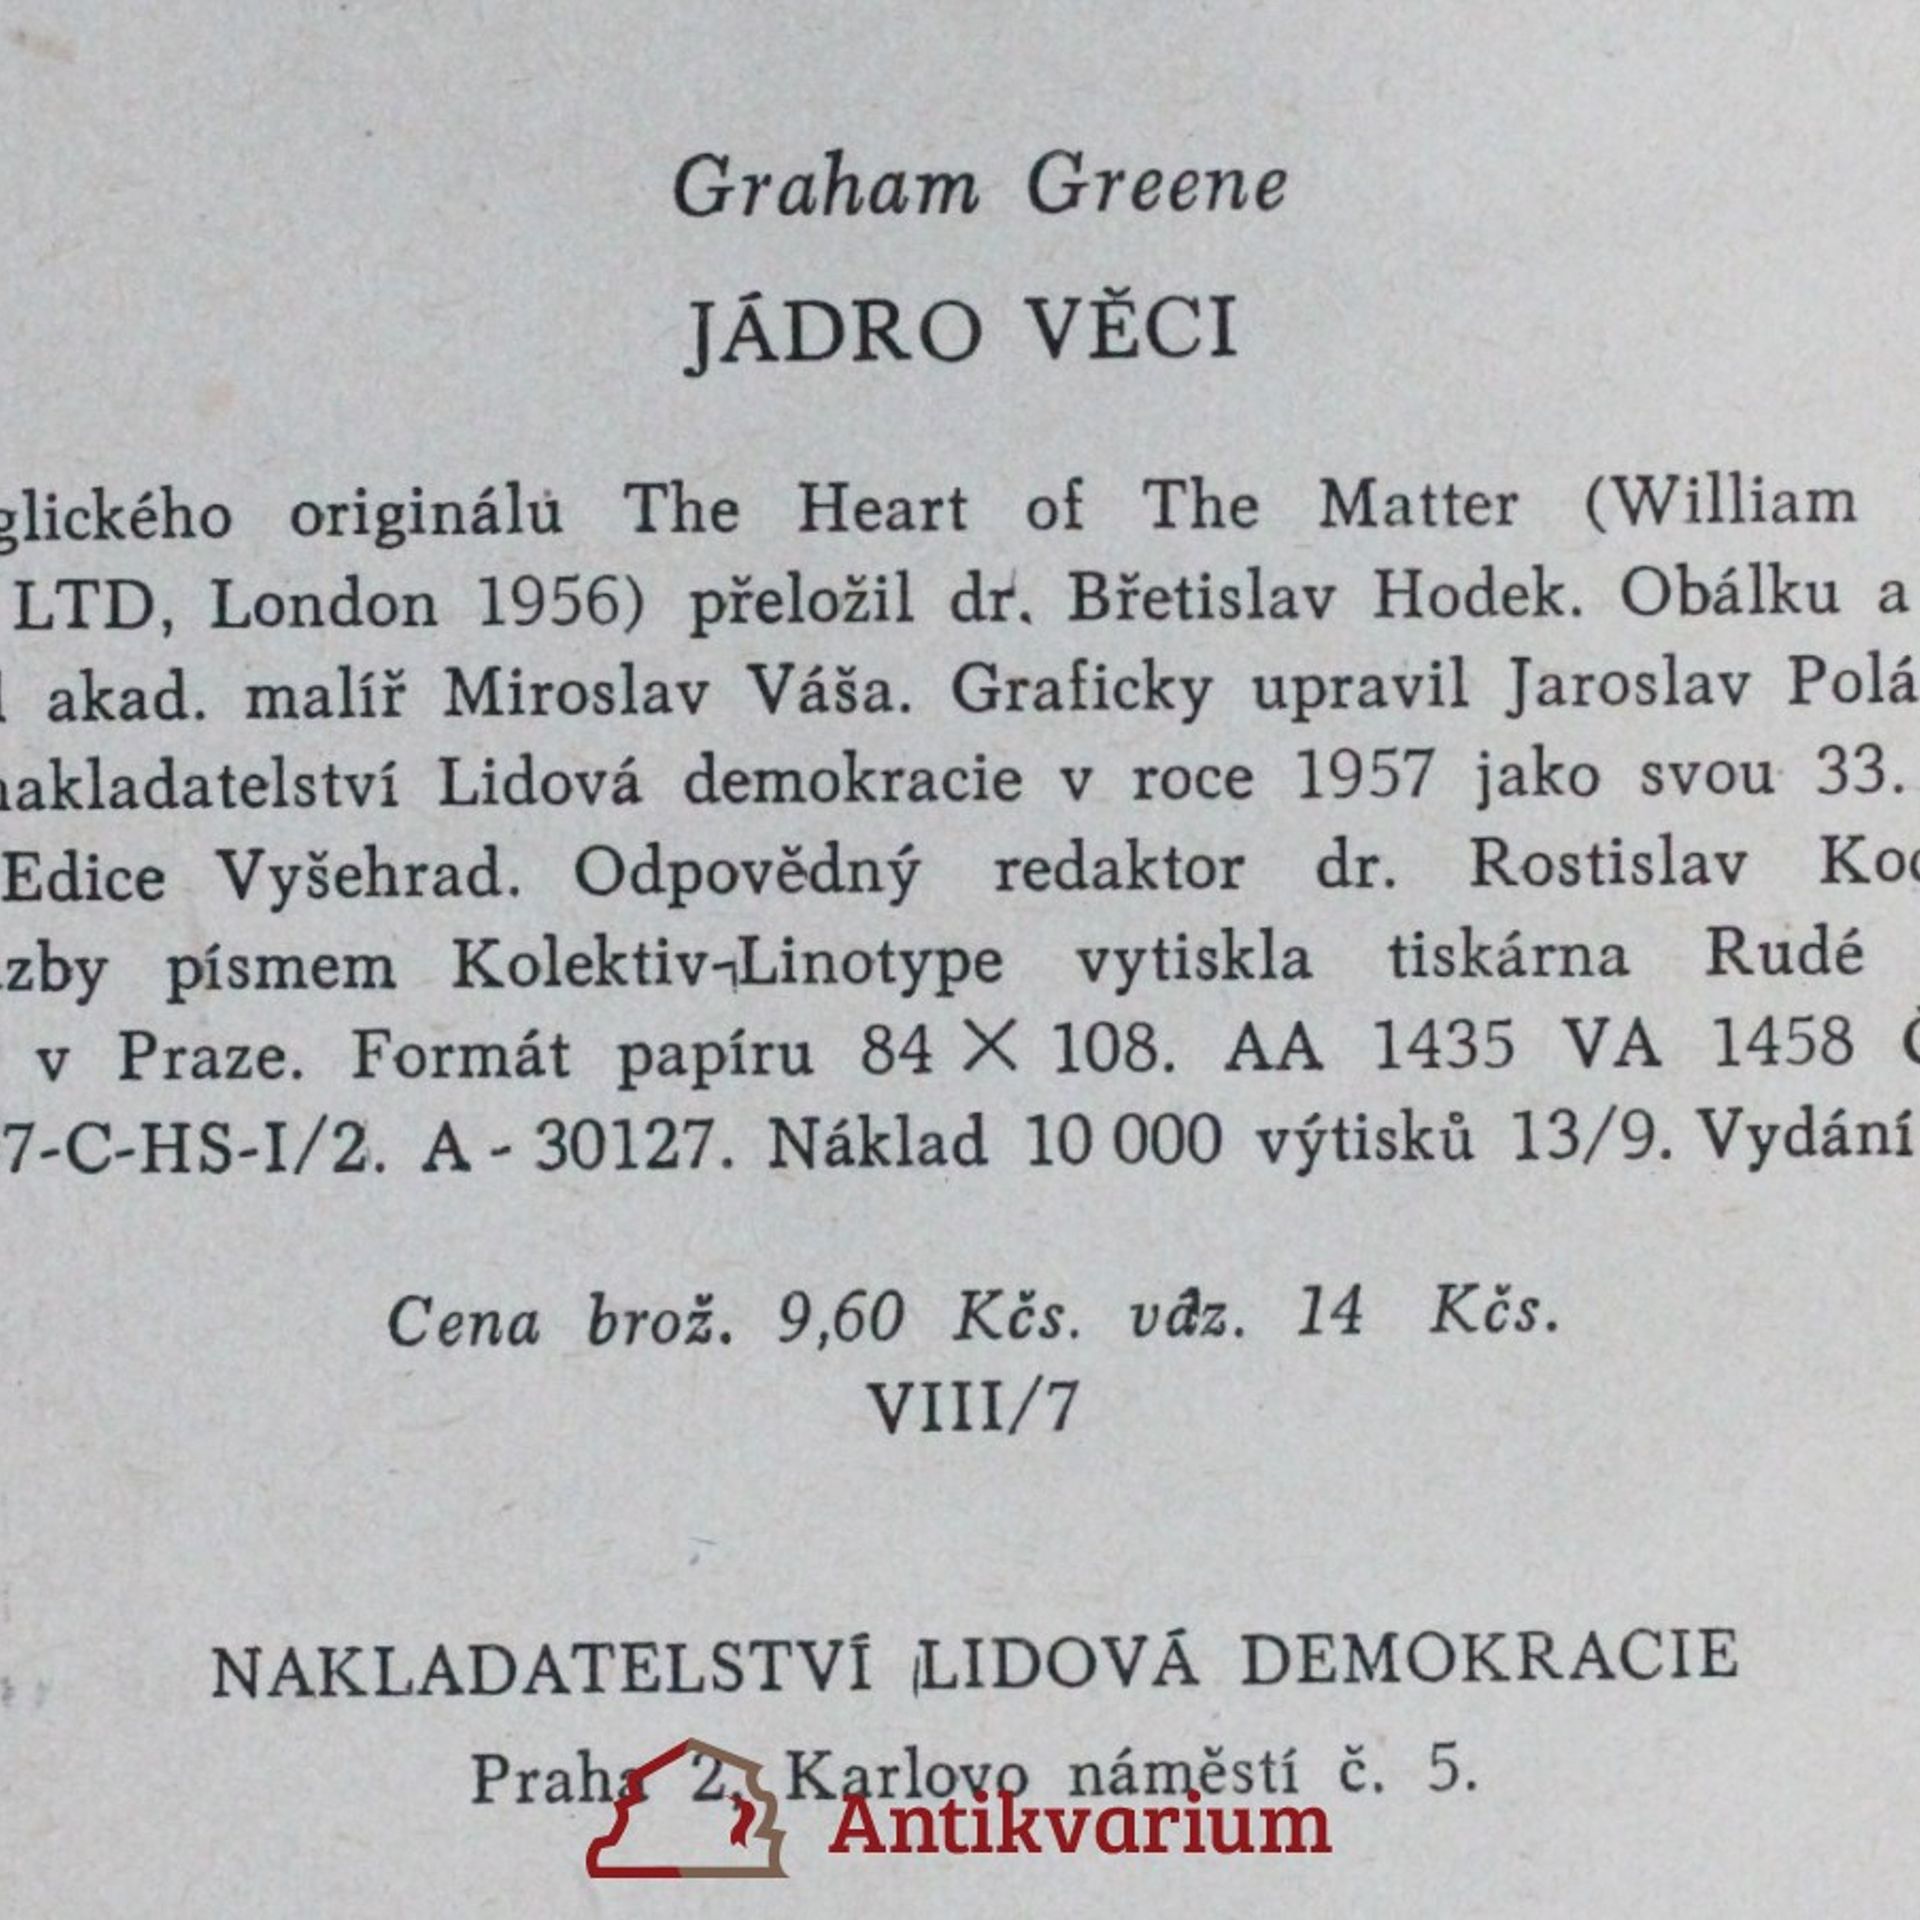 Graham Greene
JÁDRO VĚCI
glického originálu The Heart of The Matter (William
LTD, London 1956) přeložil dr. Břetislav Hodek. Obálku a
akad. malíř Miroslav Váša. Graficky upravil Jaroslav Polá
nakladatelství Lidová demokracie v roce 1957 jako svou 33.
Edice Vyšehrad. Odpovědný redaktor dr. Rostislav Koc
zby písmem Kolektiv-Linotype vytiskla tiskárna Rudé
v Praze. Formát papíru 84 × 108. AA 1435 VA 1458 Č
7-C-HS-I/2. A - 30127. Náklad 10 000 výtisků 13/9. Vydání
Cena brož. 9,60 Kčs. váz. 14 Kčs.
VIII/7
NAKLADATELSTVÍ LIDOVÁ DEMOKRACIE
Praha 2, Karlovo náměstí č. 5.
Antikvarium